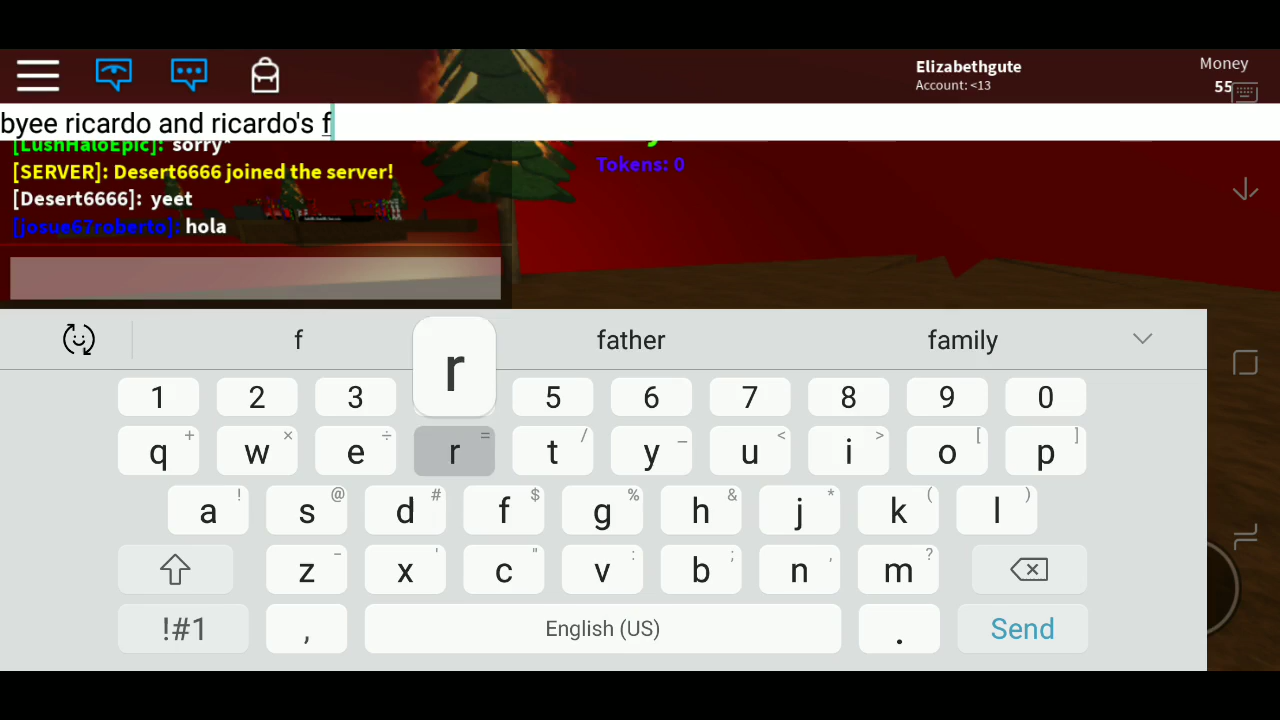 Elizabethgute
Account: <13
Money
55
byee ricardo and ricardo's f
[LushHaloEpic]: sorry*
[SERVER]: Desert6666 joined the server!
Tokens: 0
[Desert6666]: yeet
[josue67roberto]: hola
f father family
r
1 2 3 5 6 7 8 9 0
q + w × e ÷ r = t / y _ u < i > o [ p ]
a ! s @ d # f $ g % h & j * k ( l )
z - x ' c " v : b ; n , m ?
!#1 , English (US) . Send